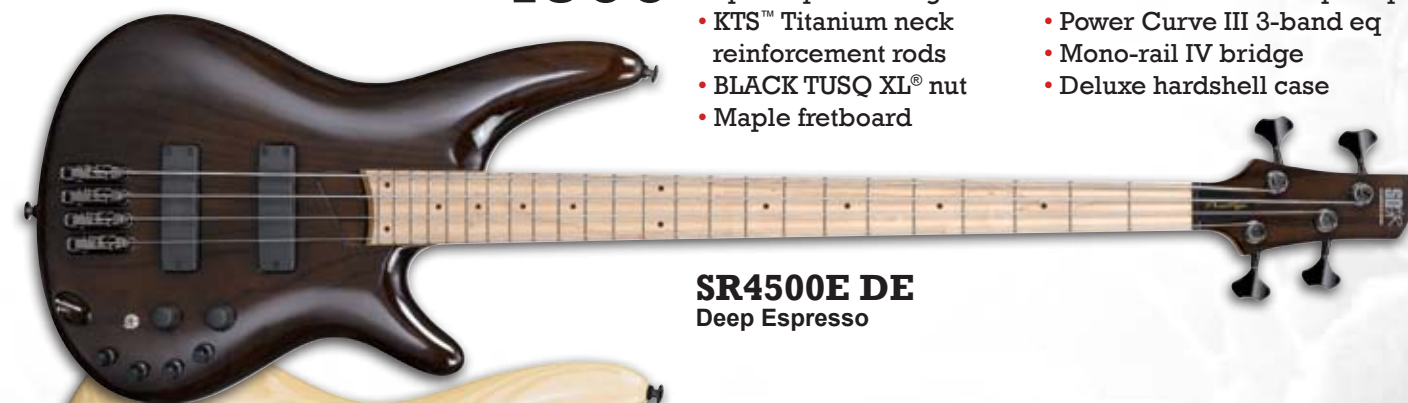 • KTS™ Titanium neck
reinforcement rods
• BLACK TUSQ XL® nut
• Maple fretboard
• Power Curve III 3-band eq
• Mono-rail IV bridge
• Deluxe hardshell case
SR
SR4500E DE
Deep Espresso